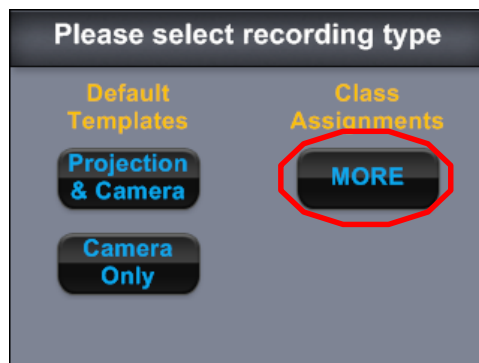 Please select recording type
Default
Templates
Projection
& Camera
Camera
Only
Class
Assignments
MORE